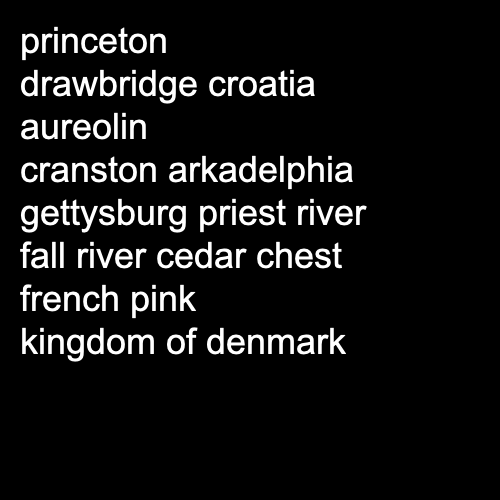 princeton
drawbridge croatia
aureolin
cranston arkadelphia
gettysburg priest river
fall river cedar chest
french pink
kingdom of denmark